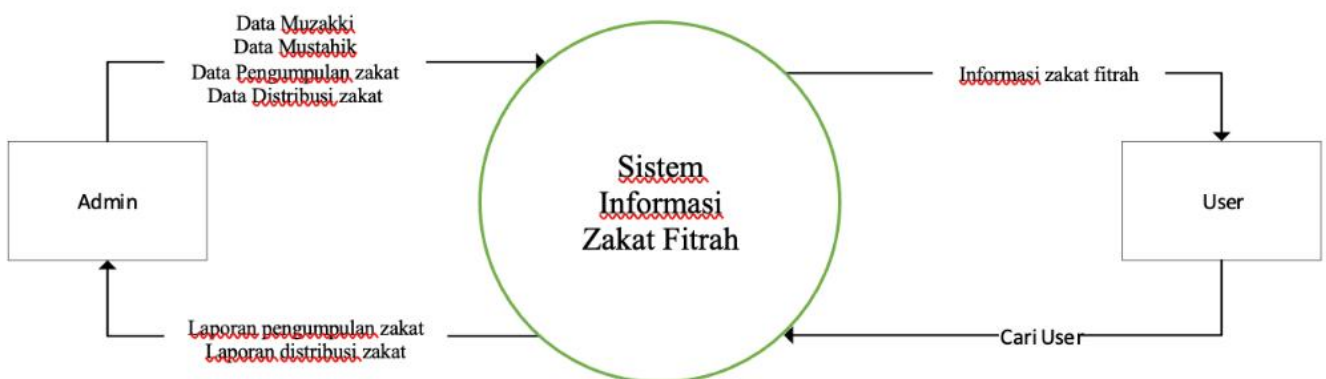 Data Muzakki
Data Mustahik
Data Pengumpulan zakat
Data Distribusi zakat
Informasi zakat fitrah
Admin
Sistem
Informasi
Zakat Fitrah
User
Laporan pengumpulan zakat
Laporan distribusi zakat
Cari User